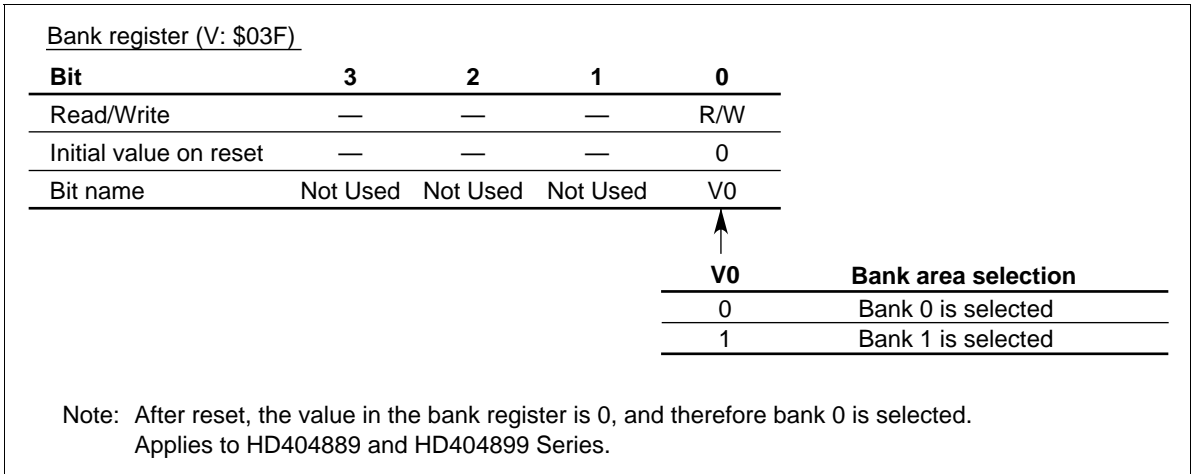 Bank register (V: $03F)
Bit 3 2 1 0
Read/Write — — — R/W
Initial value on reset — — — 0
Bit name Not Used Not Used Not Used V0
V0 Bank area selection
0 Bank 0 is selected
1 Bank 1 is selected
Note: After reset, the value in the bank register is 0, and therefore bank 0 is selected.
Applies to HD404889 and HD404899 Series.